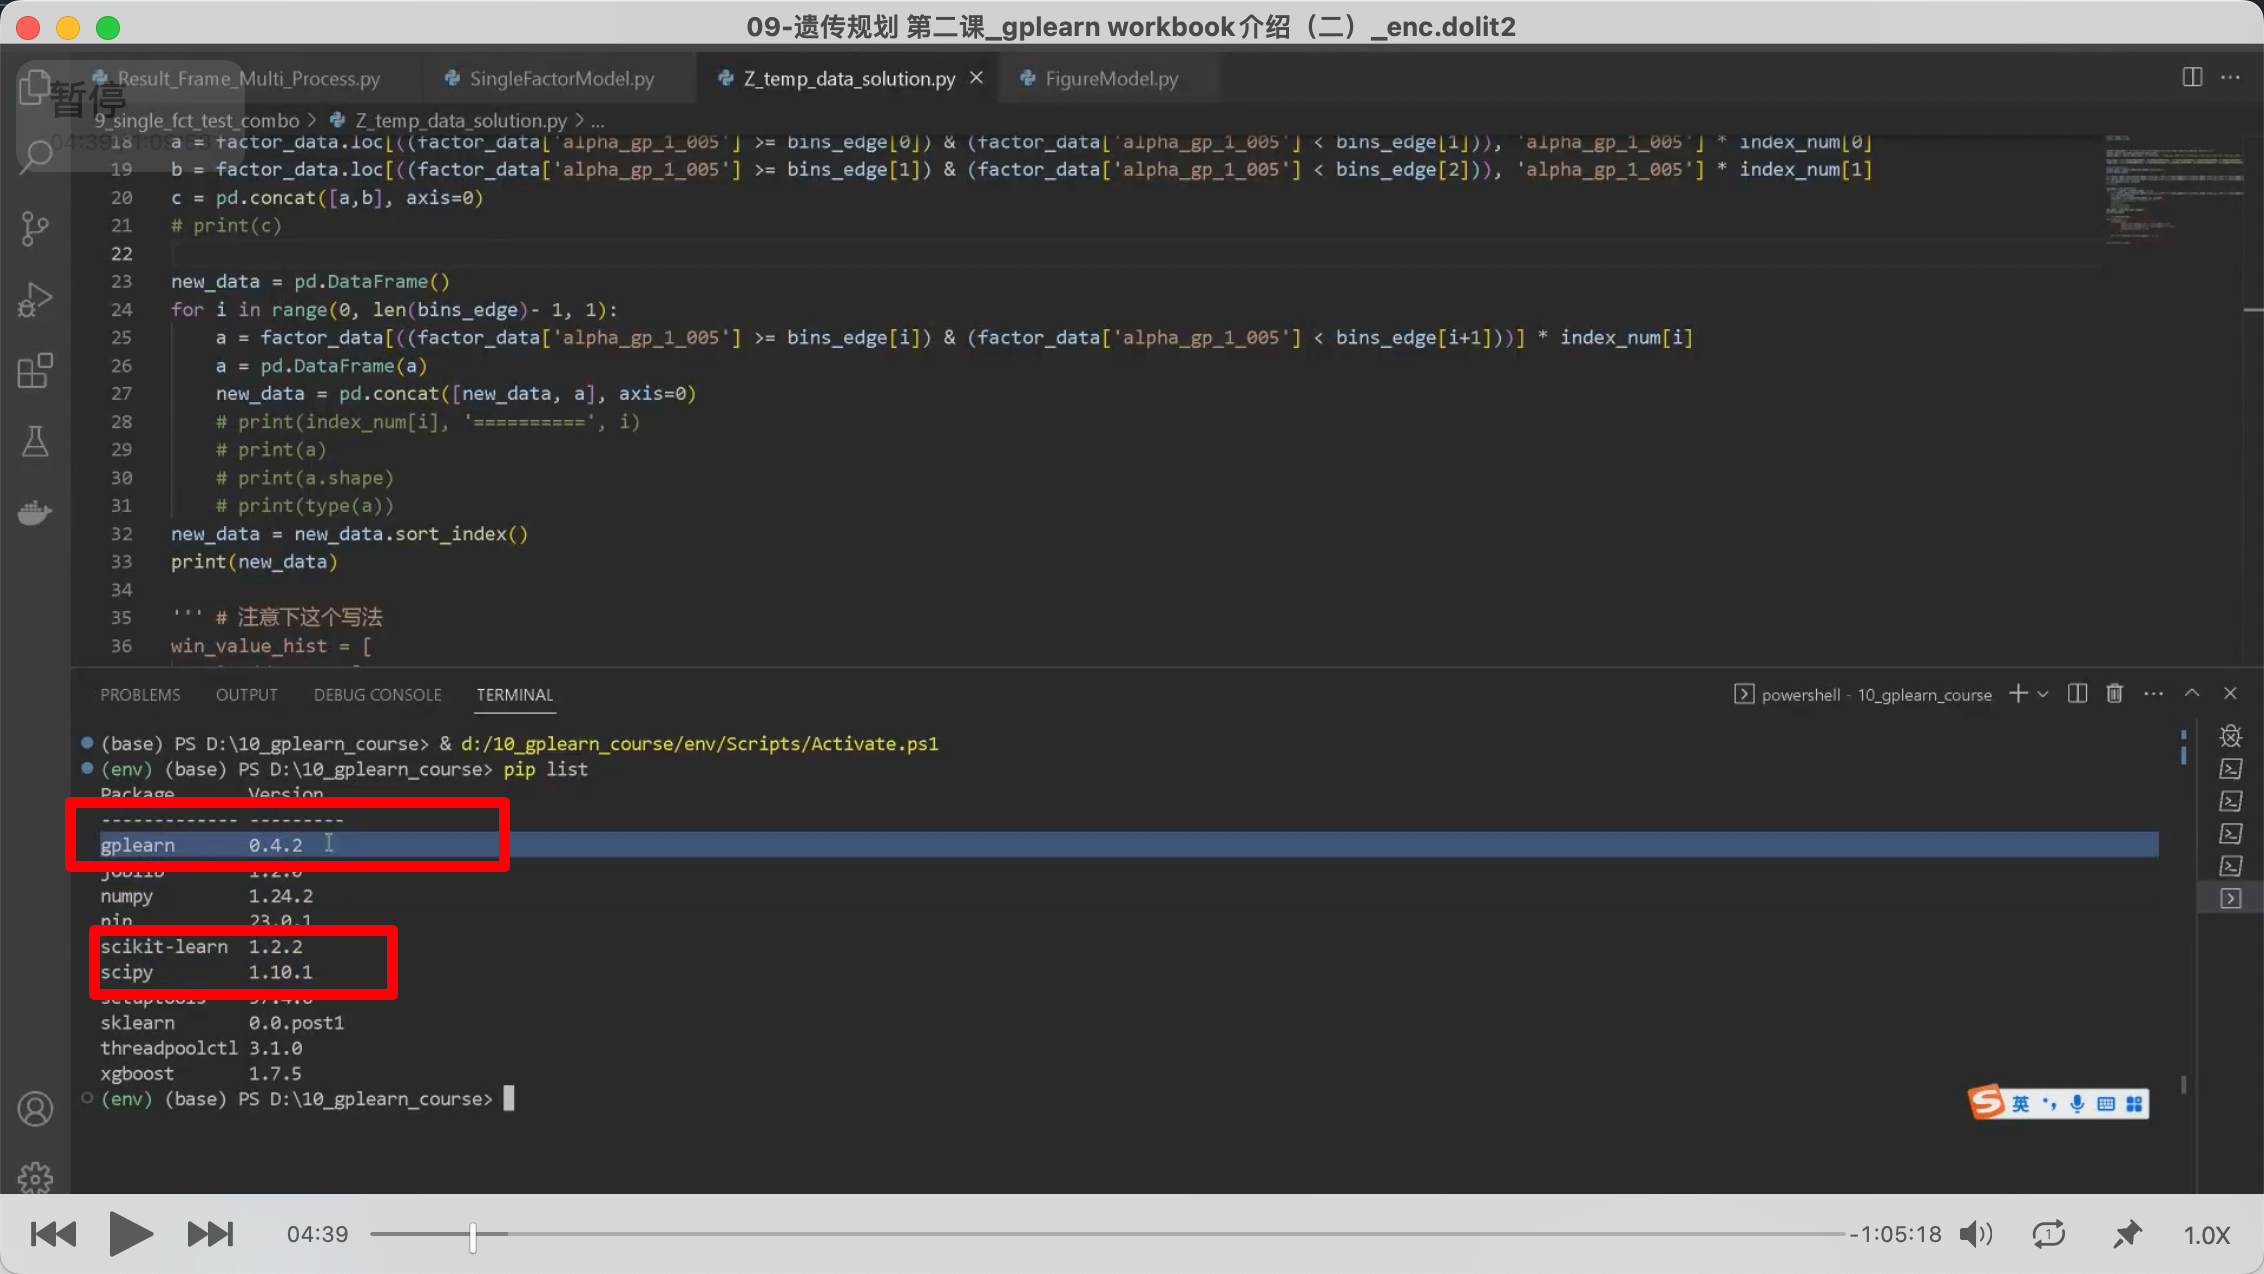 09-遗传规划 第二课_gplearn workbook介绍（二）_enc.dolit2
Result_Frame_Multi_Process.py
SingleFactorModel.py
Z_temp_data_solution.py
FigureModel.py
暂停
9_single_fct_test_combo > Z_temp_data_solution.py > ...
18 a = factor_data.loc[((factor_data['alpha_gp_1_005'] >= bins_edge[0]) & (factor_data['alpha_gp_1_005'] < bins_edge[1])), 'alpha_gp_1_005'] * index_num[0]
19 b = factor_data.loc[((factor_data['alpha_gp_1_005'] >= bins_edge[1]) & (factor_data['alpha_gp_1_005'] < bins_edge[2])), 'alpha_gp_1_005'] * index_num[1]
20 c = pd.concat([a,b], axis=0)
21 # print(c)
22
23 new_data = pd.DataFrame()
24 for i in range(0, len(bins_edge)- 1, 1):
25 a = factor_data[((factor_data['alpha_gp_1_005'] >= bins_edge[i]) & (factor_data['alpha_gp_1_005'] < bins_edge[i+1]))] * index_num[i]
26 a = pd.DataFrame(a)
27 new_data = pd.concat([new_data, a], axis=0)
28 # print(index_num[i], '==========', i)
29 # print(a)
30 # print(a.shape)
31 # print(type(a))
32 new_data = new_data.sort_index()
33 print(new_data)
34
35 ''' # 注意下这个写法
36 win_value_hist = [
PROBLEMS OUTPUT DEBUG CONSOLE TERMINAL
powershell - 10_gplearn_course
(base) PS D:\10_gplearn_course> & d:/10_gplearn_course/env/Scripts/Activate.ps1
(env) (base) PS D:\10_gplearn_course> pip list
Package Version
------------- ---------
gplearn 0.4.2
joblib 1.2.0
numpy 1.24.2
pip 23.0.1
scikit-learn 1.2.2
scipy 1.10.1
setuptools
sklearn 0.0.post1
threadpoolctl 3.1.0
xgboost 1.7.5
(env) (base) PS D:\10_gplearn_course>
英
04:39
-1:05:18
1.0X